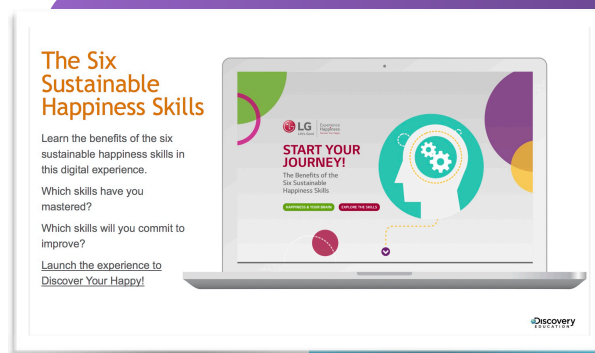 The Six
Sustainable
Happiness Skills
Learn the benefits of the six
sustainable happiness skills in
this digital experience.
Which skills have you
mastered?
Which skills will you commit to
improve?
Launch the experience to
Discover Your Happy!
LG
Experience
Happiness
START YOUR
JOURNEY!
The Benefits of the
Six Sustainable
Happiness Skills
HAPPINESS & YOUR BRAIN
EXPLORE THE SKILLS
Discovery
EDUCATION